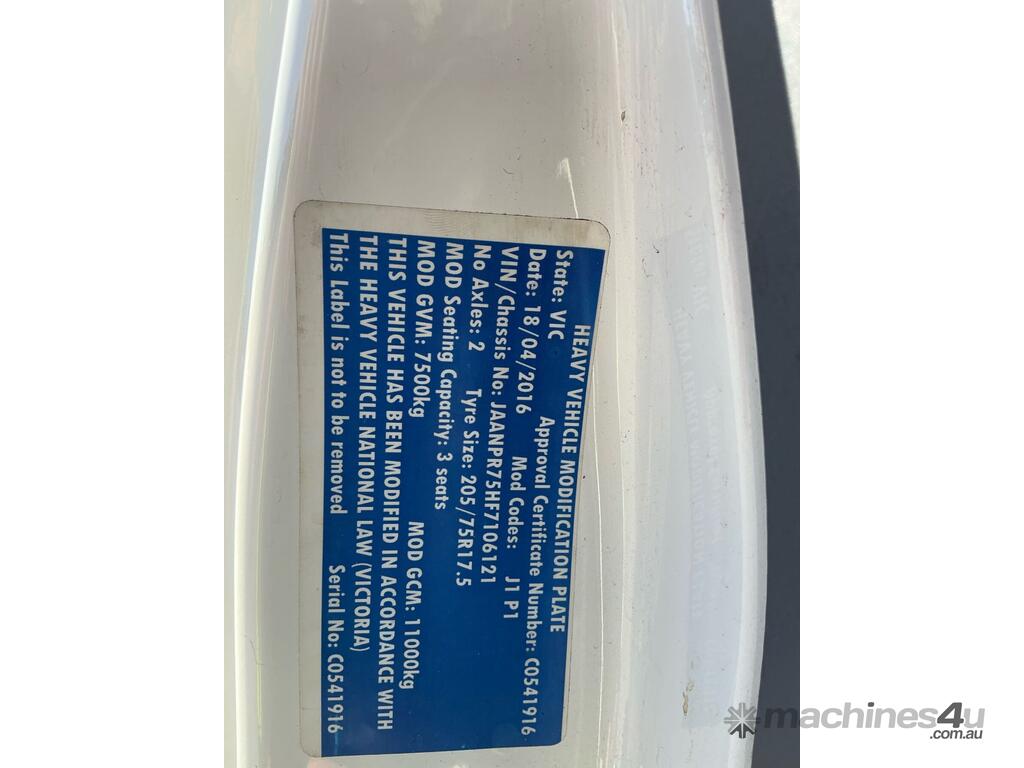 HEAVY VEHICLE MODIFICATION PLATE
State: VIC Approval Certificate Number: C0541916
Date: 18/04/2016 Mod Codes: J1 P1
VIN/Chassis No: JAANPR75HF7106121
No Axles: 2 Tyre Size: 205/75R17.5
MOD Seating Capacity: 3 seats
MOD GVM: 7500kg MOD GCM: 11000kg
THIS VEHICLE HAS BEEN MODIFIED IN ACCORDANCE WITH
THE HEAVY VEHICLE NATIONAL LAW (VICTORIA)
This Label is not to be removed Serial No: C0541916
machines4u
.com.au